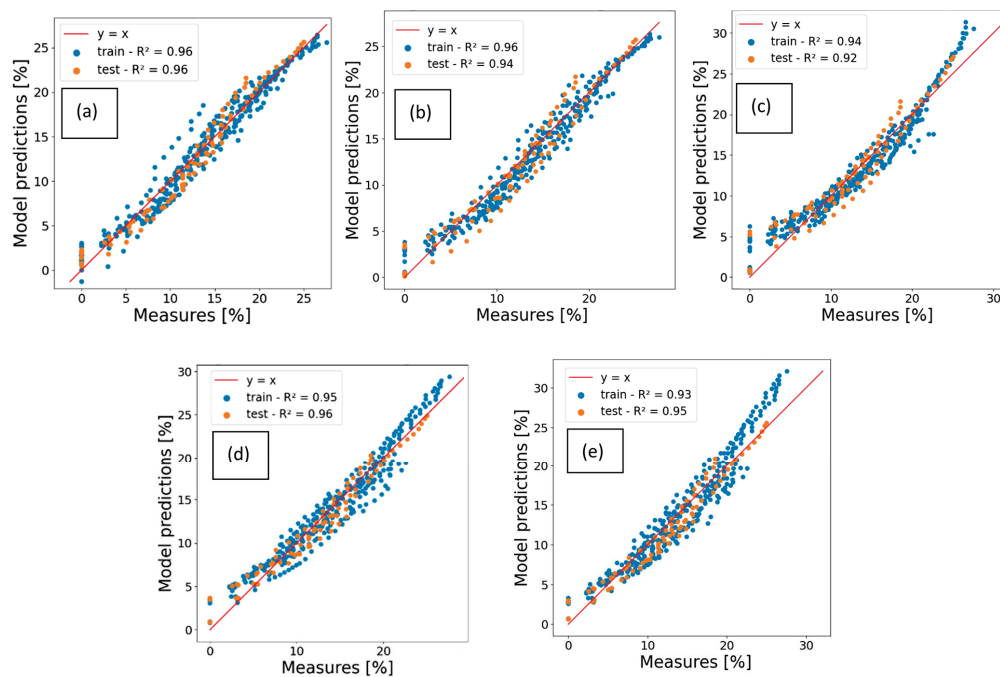 y = x
train - R² = 0.96
test - R² = 0.96
(a)
Model predictions [%]
25
20
15
10
5
0
0 5 10 15 20 25
Measures [%]
y = x
train - R² = 0.96
test - R² = 0.94
(b)
Model predictions [%]
25
20
15
10
5
0
0 10 20
Measures [%]
y = x
train - R² = 0.94
test - R² = 0.92
(c)
Model predictions [%]
30
25
20
15
10
5
0
0 10 20 30
Measures [%]
y = x
train - R² = 0.95
test - R² = 0.96
(d)
Model predictions [%]
30
25
20
15
10
5
0
0 10 20
Measures [%]
y = x
train - R² = 0.93
test - R² = 0.95
(e)
Model predictions [%]
30
25
20
15
10
5
0
0 10 20 30
Measures [%]